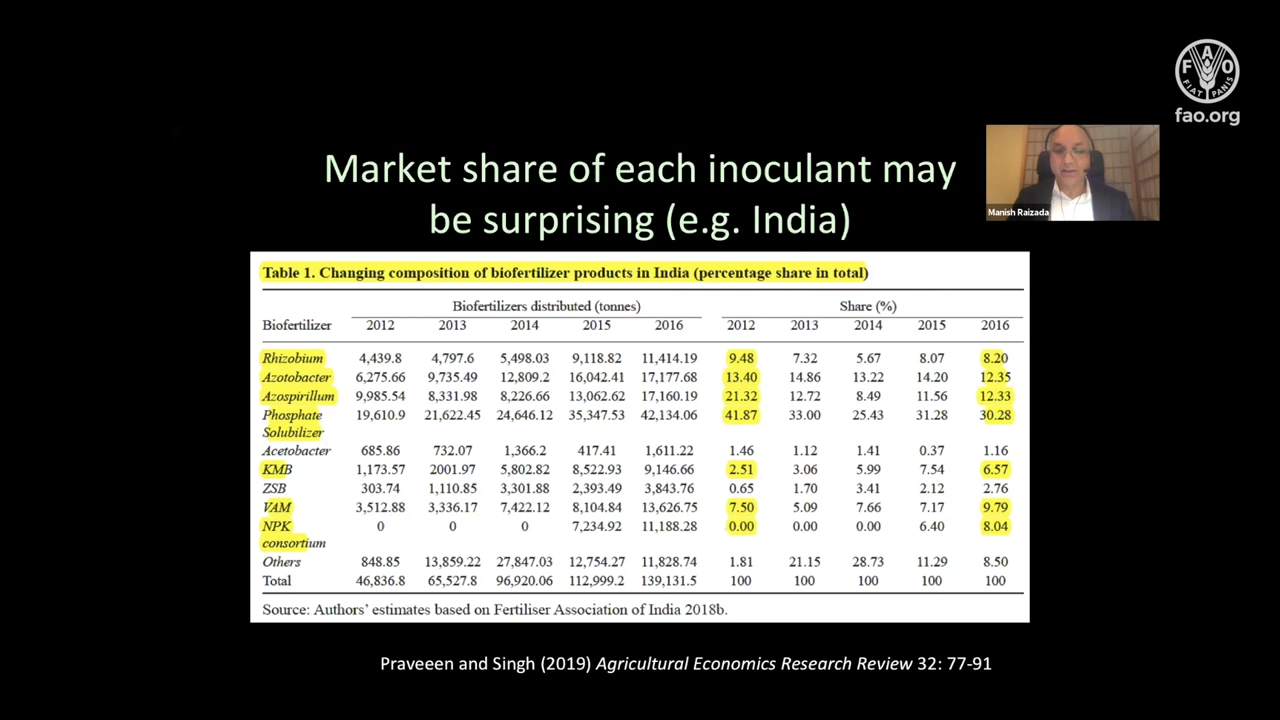 FAO
FIAT PANIS
fao.org
Market share of each inoculant may
be surprising (e.g. India)
Manish Raizada
Table 1. Changing composition of biofertilizer products in India (percentage share in total)
Biofertilizers distributed (tonnes) Share (%)
Biofertilizer 2012 2013 2014 2015 2016 2012 2013 2014 2015 2016
Rhizobium 4,439.8 4,797.6 5,498.03 9,118.82 11,414.19 9.48 7.32 5.67 8.07 8.20
Azotobacter 6,275.66 9,735.49 12,809.2 16,042.41 17,177.68 13.40 14.86 13.22 14.20 12.35
Azospirillum 9,985.54 8,331.98 8,226.66 13,062.62 17,160.19 21.32 12.72 8.49 11.56 12.33
Phosphate 19,610.9 21,622.45 24,646.12 35,347.53 42,134.06 41.87 33.00 25.43 31.28 30.28
Solubilizer
Acetobacter 685.86 732.07 1,366.2 417.41 1,611.22 1.46 1.12 1.41 0.37 1.16
KMB 1,173.57 2001.97 5,802.82 8,522.93 9,146.66 2.51 3.06 5.99 7.54 6.57
ZSB 303.74 1,110.85 3,301.88 2,393.49 3,843.76 0.65 1.70 3.41 2.12 2.76
VAM 3,512.88 3,336.17 7,422.12 8,104.84 13,626.75 7.50 5.09 7.66 7.17 9.79
NPK 0 0 0 7,234.92 11,188.28 0.00 0.00 0.00 6.40 8.04
consortium
Others 848.85 13,859.22 27,847.03 12,754.27 11,828.74 1.81 21.15 28.73 11.29 8.50
Total 46,836.8 65,527.8 96,920.06 112,999.2 139,131.5 100 100 100 100 100
Source: Authors' estimates based on Fertiliser Association of India 2018b.
Praveeen and Singh (2019) Agricultural Economics Research Review 32: 77-91